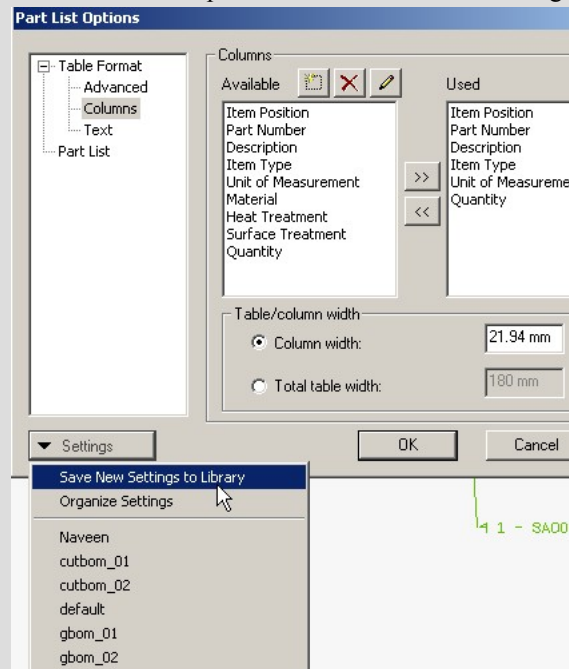 Part List Options
Table Format
Advanced
Columns
Text
Part List
Columns
Available
Used
Item Position
Part Number
Description
Item Type
Unit of Measurement
Material
Heat Treatment
Surface Treatment
Quantity
>>
<<
Item Position
Part Number
Description
Item Type
Unit of Measureme
Quantity
Table/column width
Column width:
21.94 mm
Total table width:
180 mm
Settings
OK
Cancel
Save New Settings to Library
Organize Settings
Naveen
cutbom_01
cutbom_02
default
gbom_01
gbom_02
1 - SA00